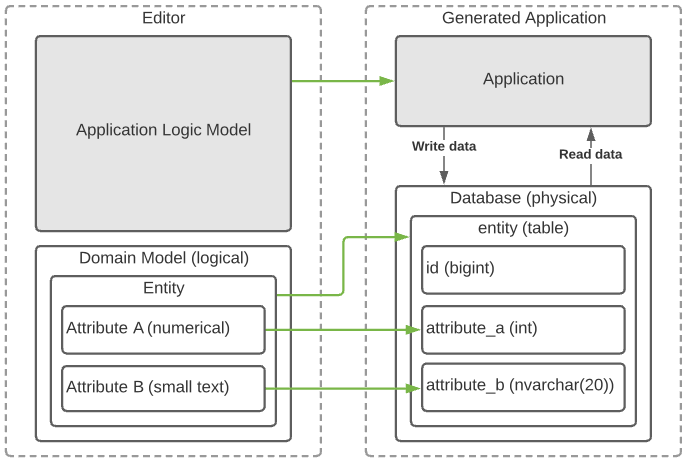 Editor
Application Logic Model
Domain Model (logical)
Entity
Attribute A (numerical)
Attribute B (small text)
Generated Application
Application
Write data
Read data
Database (physical)
entity (table)
id (bigint)
attribute_a (int)
attribute_b (nvarchar(20))